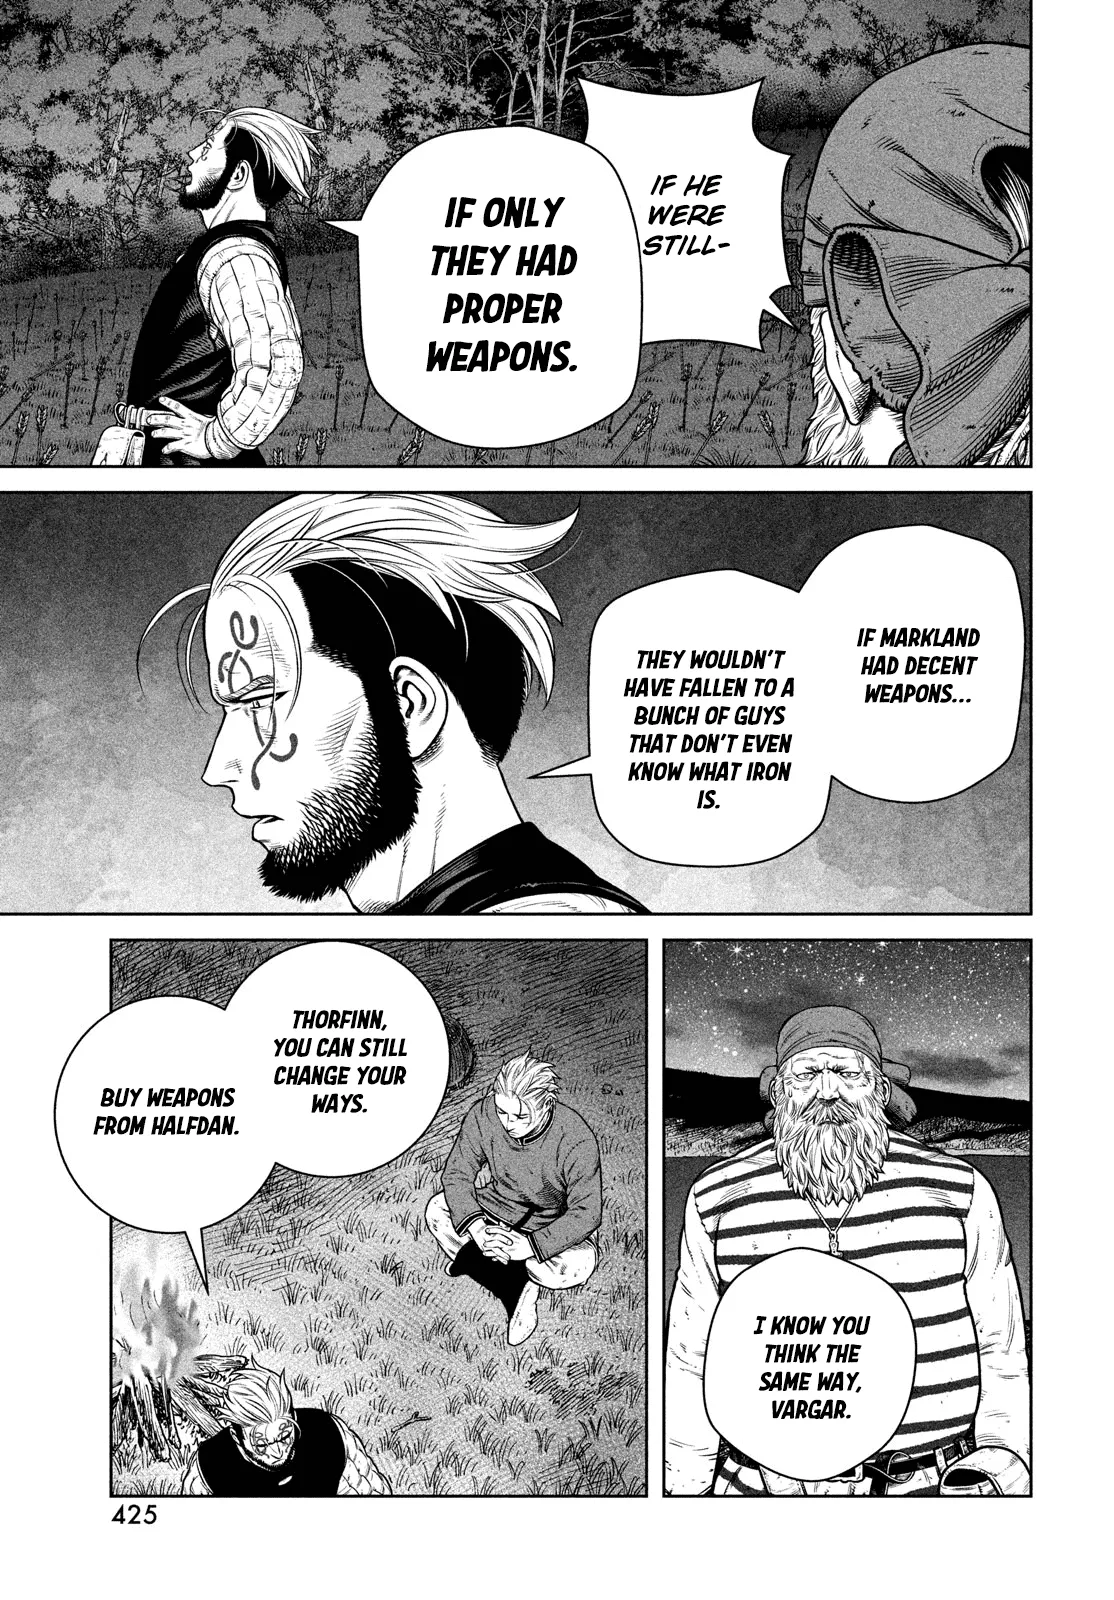 IF HE
WERE
STILL-
IF ONLY
THEY HAD
PROPER
WEAPONS.
IF MARKLAND
HAD DECENT
WEAPONS...
THEY WOULDN'T
HAVE FALLEN TO A
BUNCH OF GUYS
THAT DON'T EVEN
KNOW WHAT IRON
IS.
I KNOW YOU
THINK THE
SAME WAY,
VARGAR.
THORFINN,
YOU CAN STILL
CHANGE YOUR
WAYS.
BUY WEAPONS
FROM HALFDAN.
425